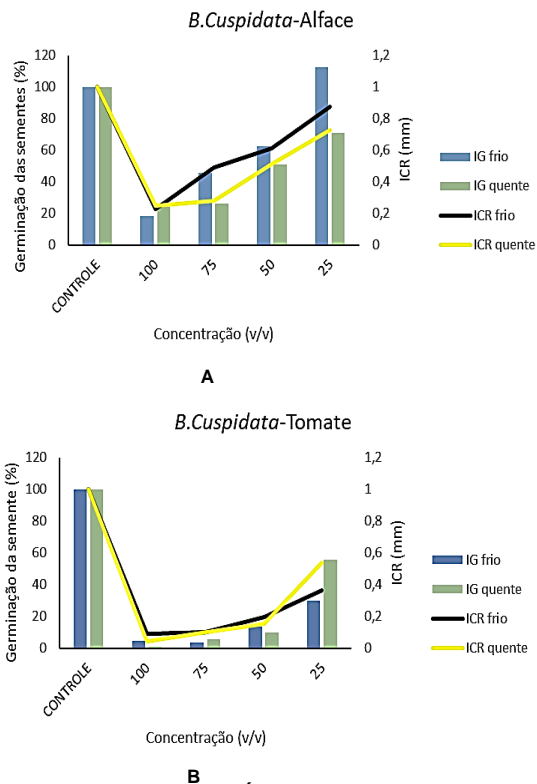 B.Cuspidata-Alface
Germinação das sementes (%)
120
100
80
60
40
20
0
1,2
1
0,8
0,6
0,4
0,2
0
ICR (mm)
CONTROLE
100
75
50
25
Concentração (v/v)
IG frio
IG quente
ICR frio
ICR quente
A
B.Cuspidata-Tomate
Germinação da semente (%)
120
100
80
60
40
20
0
1,2
1
0,8
0,6
0,4
0,2
0
ICR (mm)
CONTROLE
100
75
50
25
Concentração (v/v)
IG frio
IG quente
ICR frio
ICR quente
B